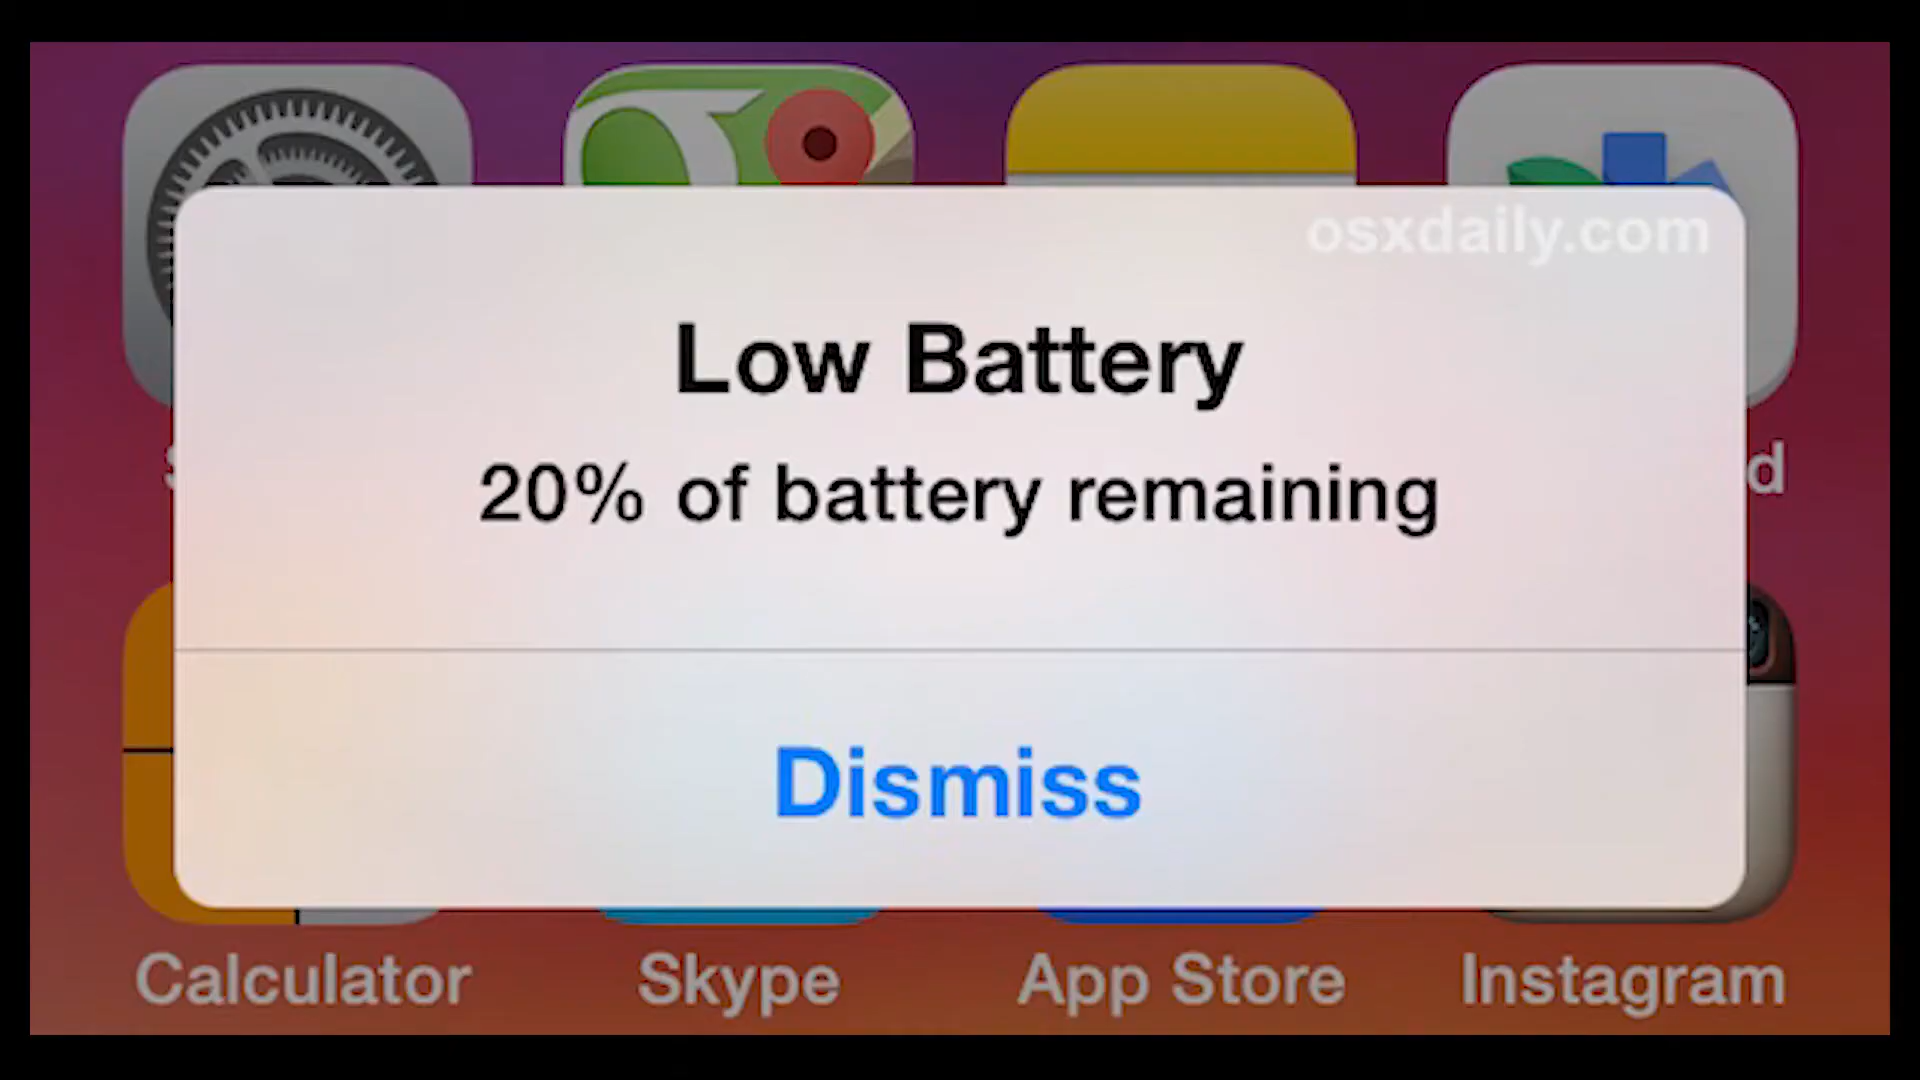 osxdaily.com
Low Battery
20% of battery remaining
Dismiss
Calculator
Skype
App Store
Instagram